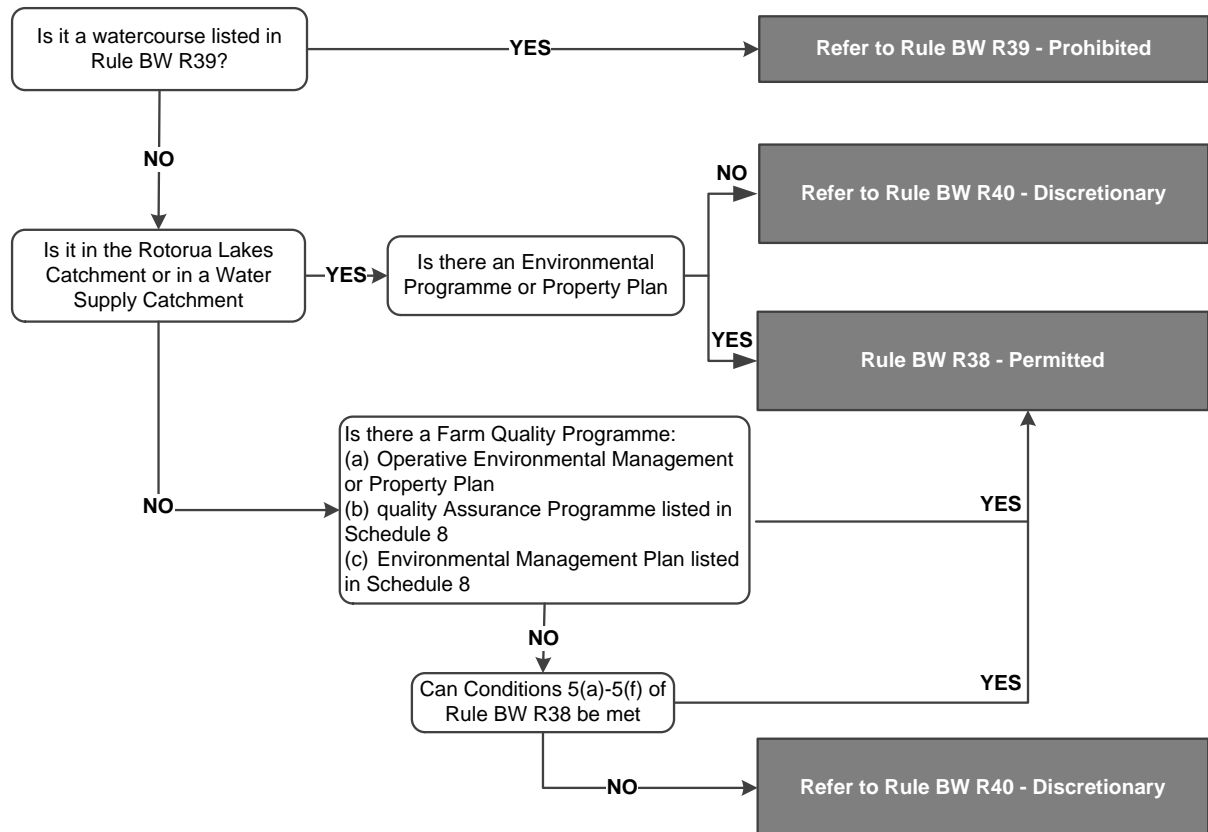 Is it a watercourse listed in
Rule BW R39?
YES
Refer to Rule BW R39 - Prohibited
NO
NO
Refer to Rule BW R40 - Discretionary
Is it in the Rotorua Lakes
Catchment or in a Water
Supply Catchment
YES
Is there an Environmental
Programme or Property Plan
YES
Rule BW R38 - Permitted
Is there a Farm Quality Programme:
(a) Operative Environmental Management
or Property Plan
(b) quality Assurance Programme listed in
Schedule 8
(c) Environmental Management Plan listed
in Schedule 8
NO
YES
NO
Can Conditions 5(a)-5(f) of
Rule BW R38 be met
YES
NO
Refer to Rule BW R40 - Discretionary